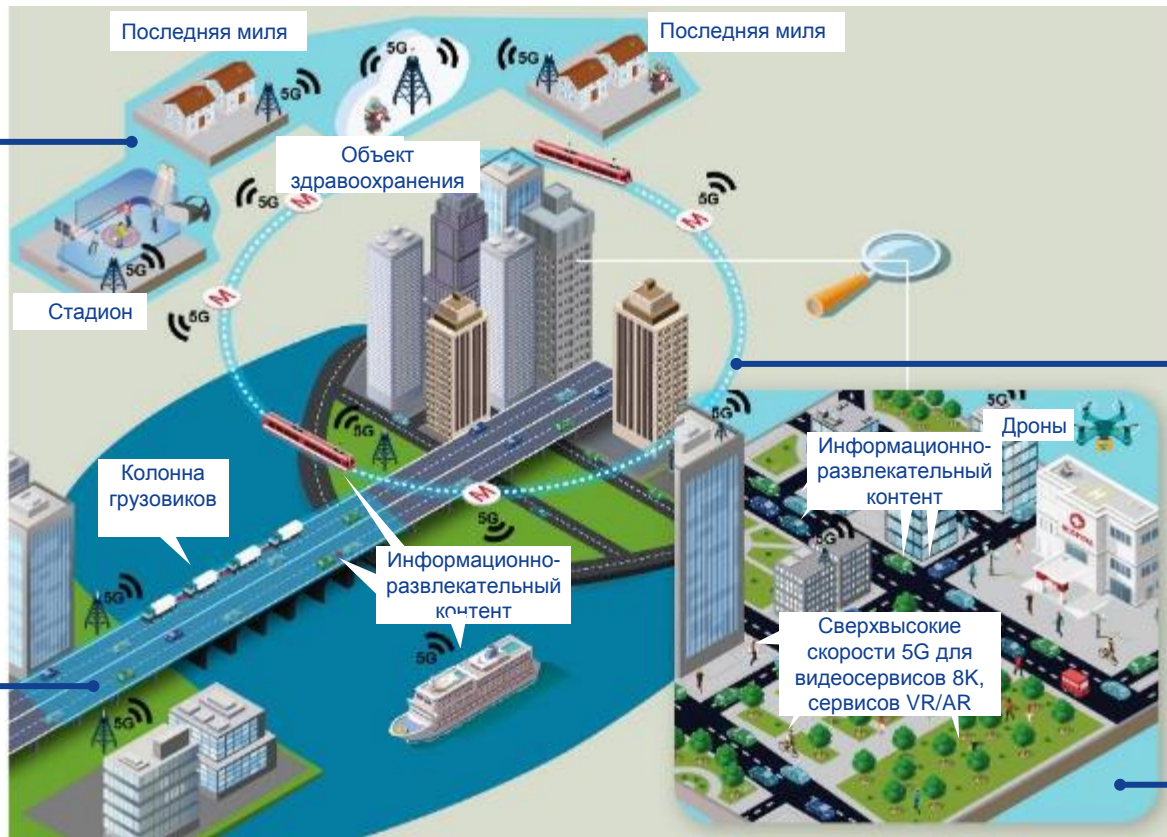 Последняя миля
Последняя миля
5G
5G
5G
Объект
здравоохранения
5G
M
M
5G
5G
Стадион
M
5G
5G
5G
Дроны
Информационно-
развлекательный
контент
Колонна
грузовиков
M
5G
5G
H
Информационно-
развлекательный
контент
5G
5G
Сверхвысокие
скорости 5G для
видеосервисов 8K,
сервисов VR/AR
5G
5G